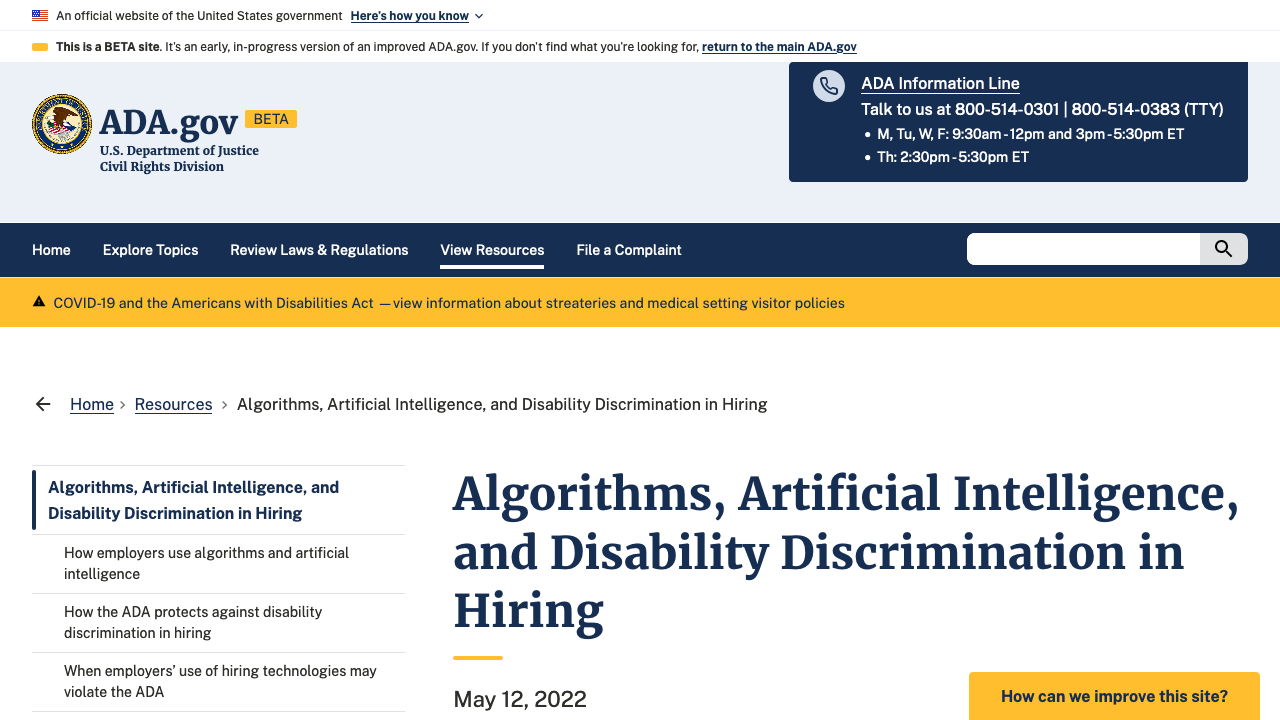 An official website of the United States government Here's how you know
This is a BETA site. It's an early, in-progress version of an improved ADA.gov. If you don't find what you're looking for, return to the main ADA.gov
ADA.gov BETA
U.S. Department of Justice
Civil Rights Division
ADA Information Line
Talk to us at 800-514-0301 | 800-514-0383 (TTY)
• M, Tu, W, F: 9:30am - 12pm and 3pm - 5:30pm ET
• Th: 2:30pm - 5:30pm ET
Home Explore Topics Review Laws & Regulations View Resources File a Complaint
COVID-19 and the Americans with Disabilities Act —view information about streateries and medical setting visitor policies
Home > Resources > Algorithms, Artificial Intelligence, and Disability Discrimination in Hiring
Algorithms, Artificial Intelligence, and
Disability Discrimination in Hiring
How employers use algorithms and artificial
intelligence
How the ADA protects against disability
discrimination in hiring
When employers’ use of hiring technologies may
violate the ADA
Algorithms, Artificial Intelligence,
and Disability Discrimination in
Hiring
May 12, 2022
How can we improve this site?